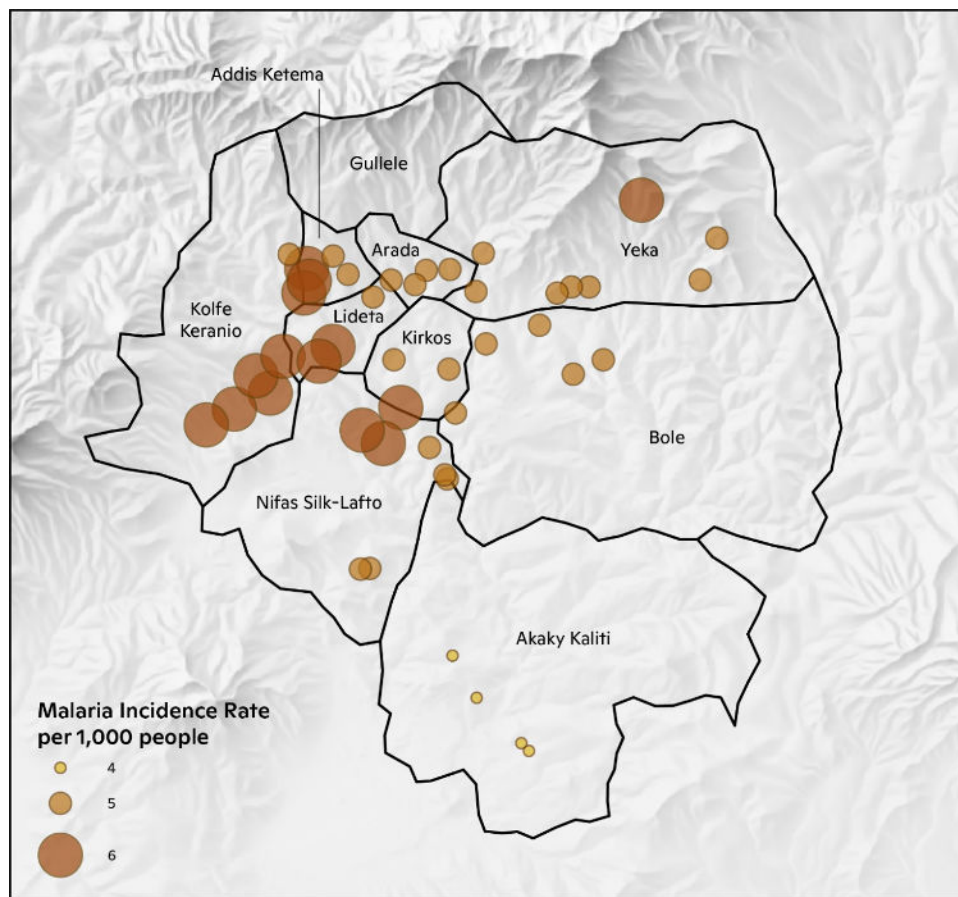 Addis Ketema
Gullele
Arada
Yeka
Kolfe
Keranio
Lideta
Kirkos
Bole
Nifas Silk-Lafto
Akaky Kaliti
Malaria Incidence Rate
per 1,000 people
4
5
6